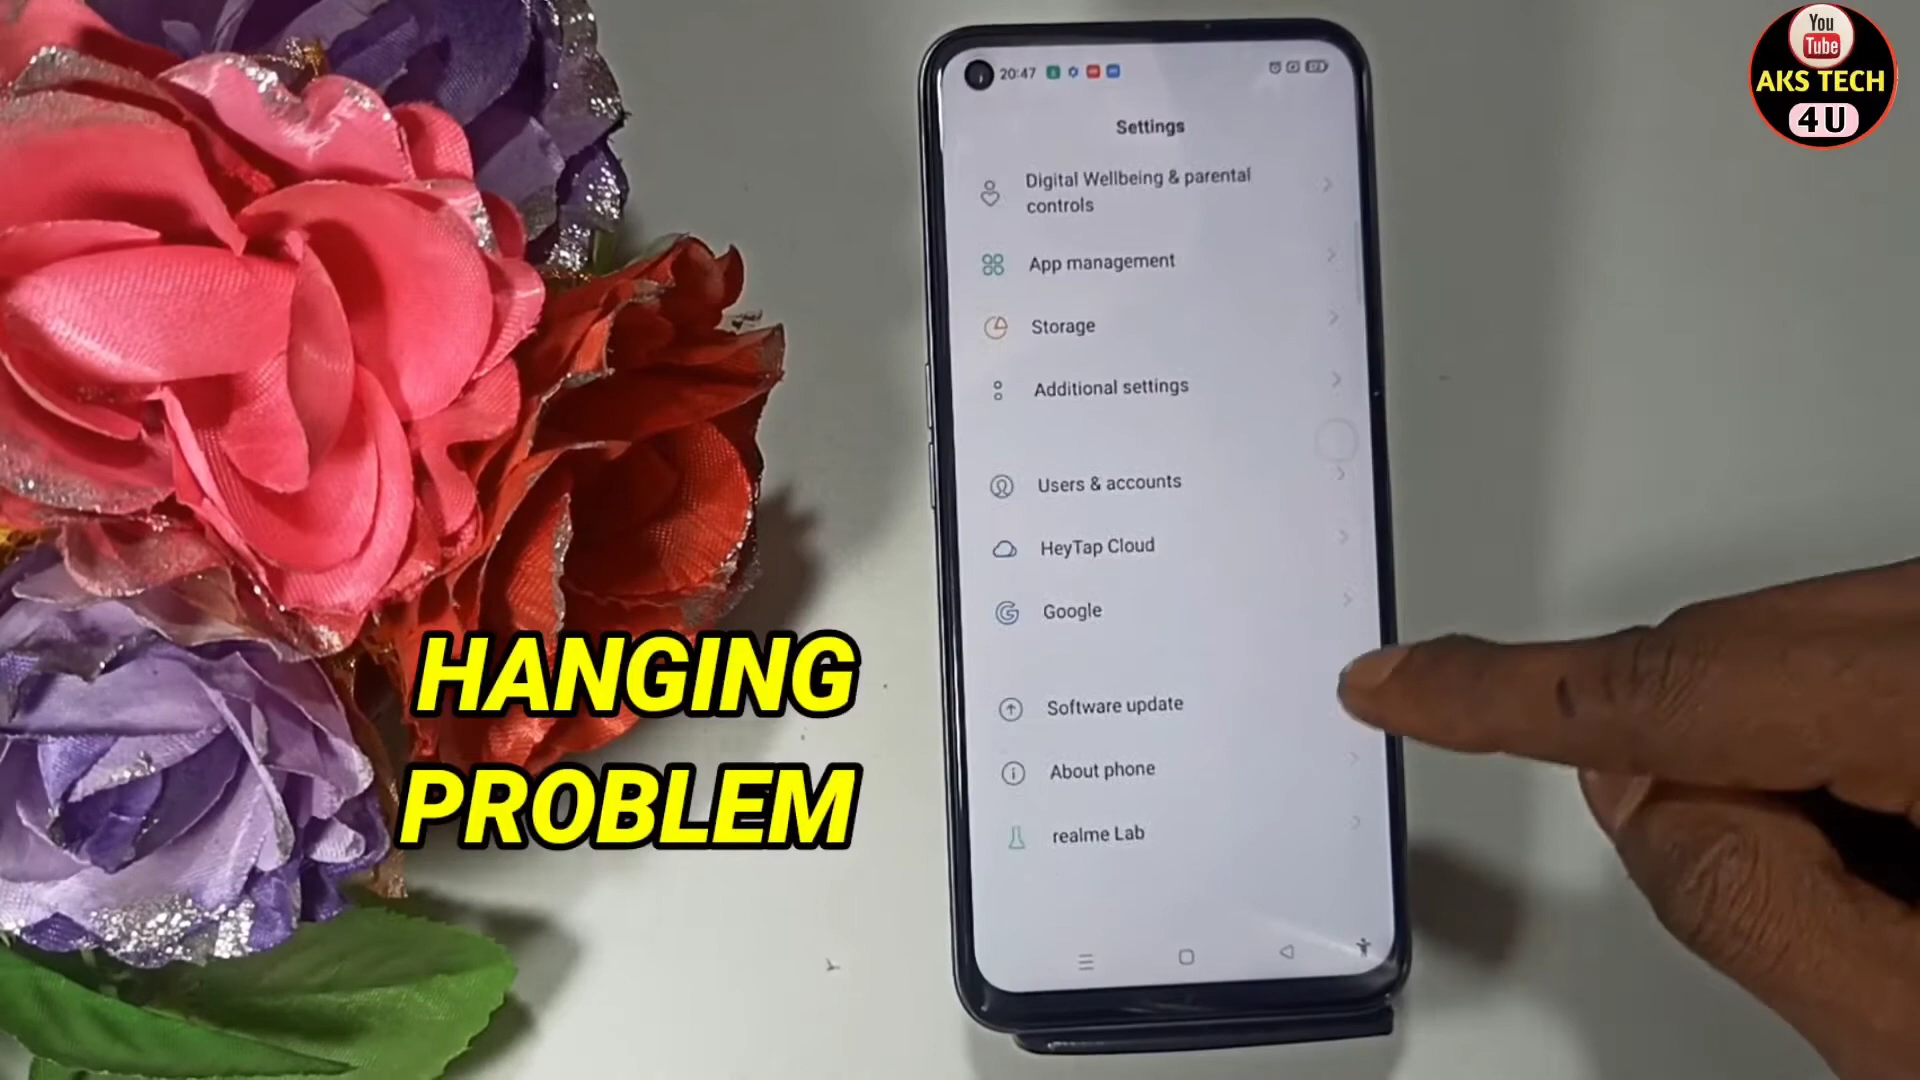 You
Tube
AKS TECH
4U
20:47
Settings
Digital Wellbeing & parental
controls
App management
Storage
Additional settings
Users & accounts
HeyTap Cloud
Google
Software update
About phone
realme Lab
HANGING
PROBLEM